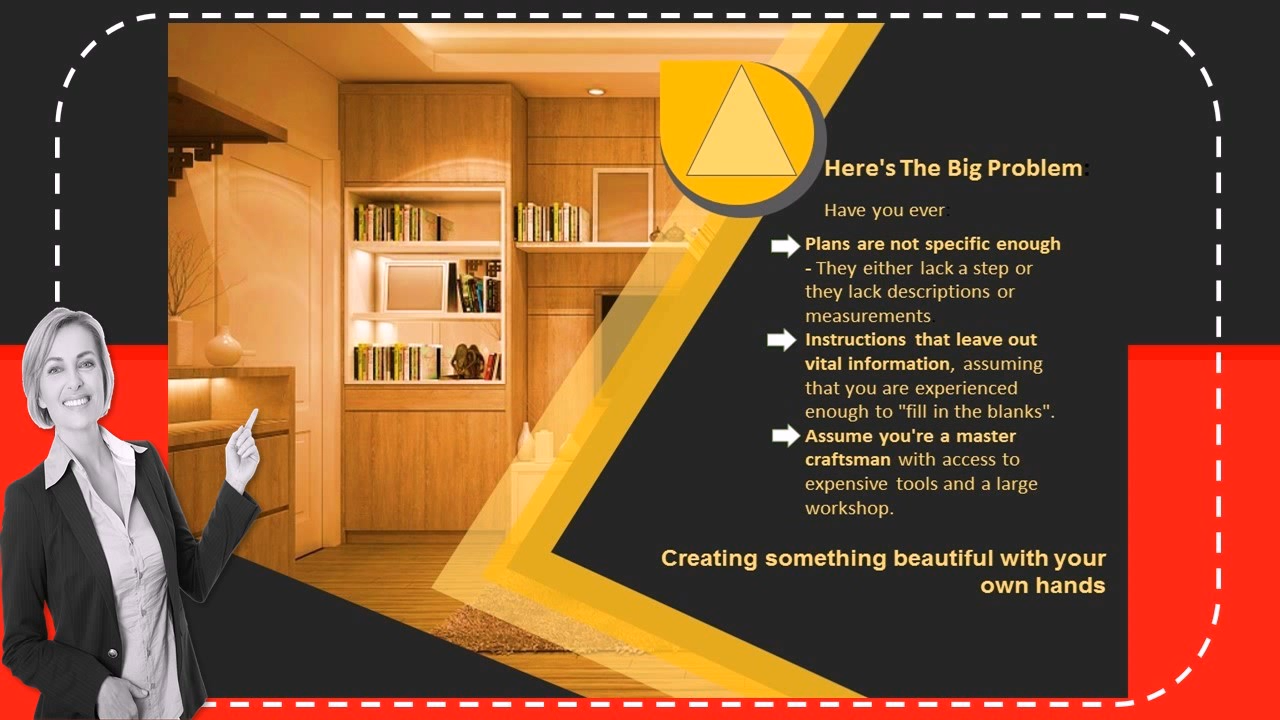 Here's The Big Problem:
Have you ever:
Plans are not specific enough
- They either lack a step or
they lack descriptions or
measurements
Instructions that leave out
vital information, assuming
that you are experienced
enough to "fill in the blanks".
Assume you're a master
craftsman with access to
expensive tools and a large
workshop.
Creating something beautiful with your
own hands